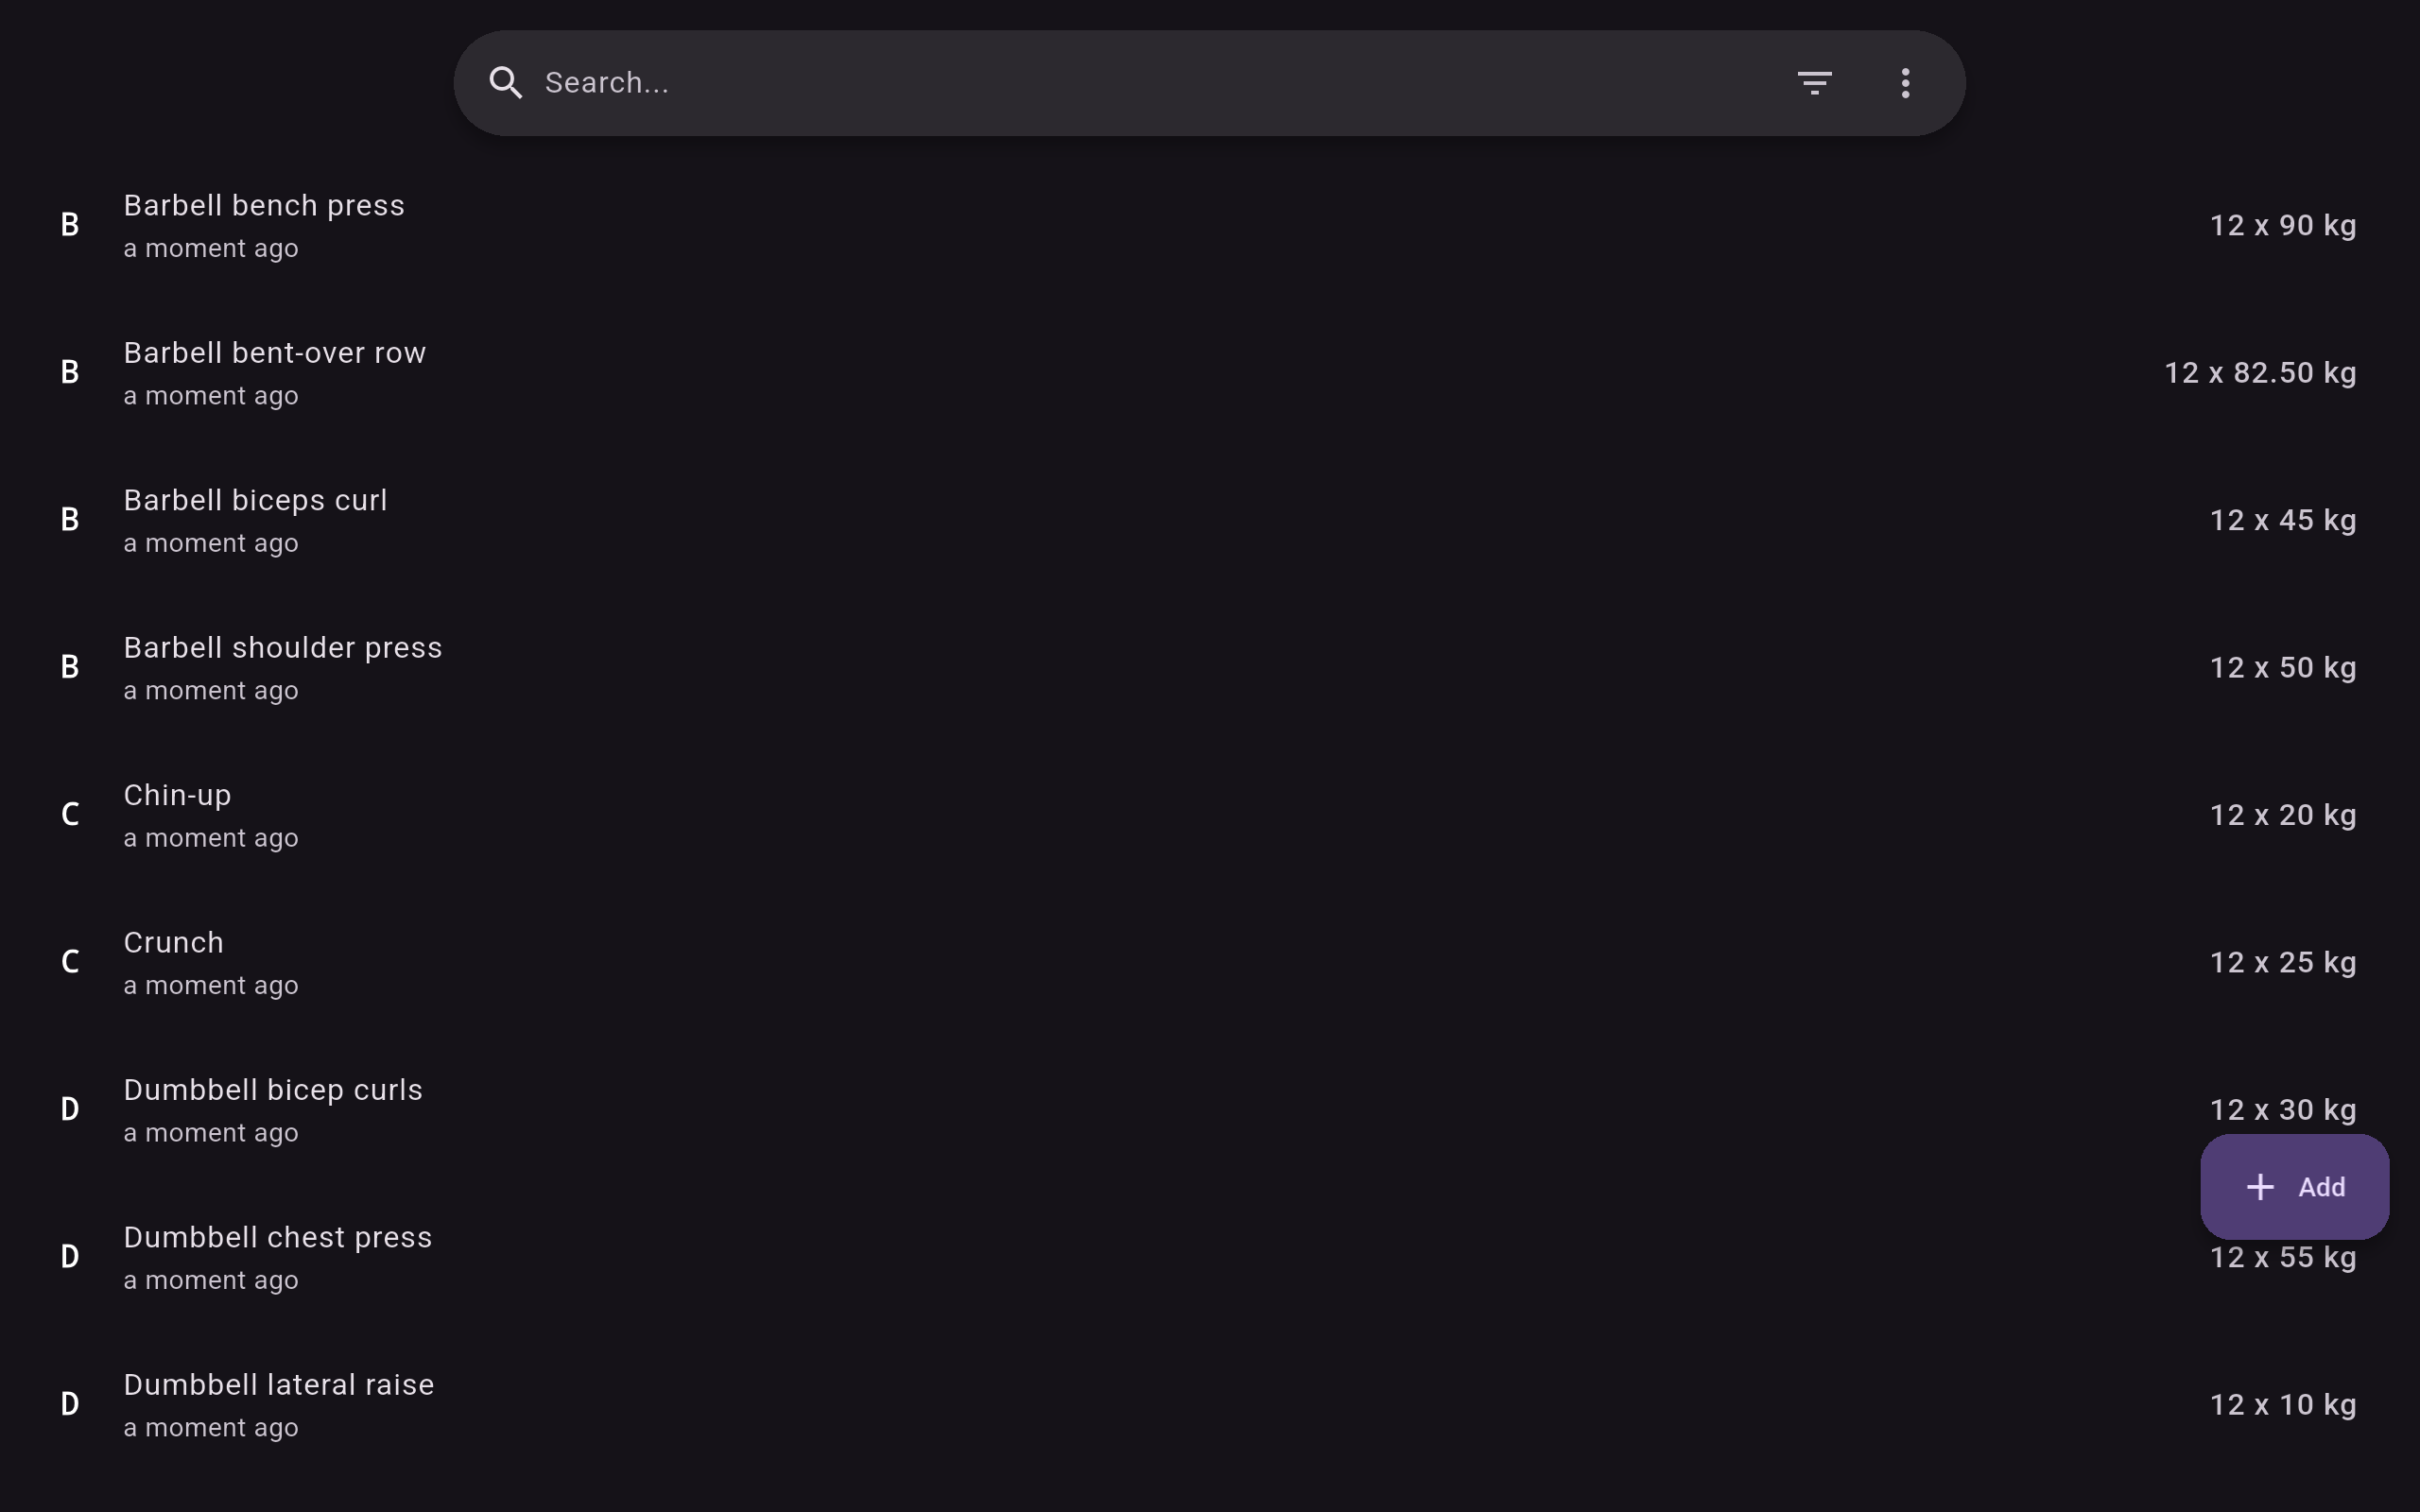 Search...
B
Barbell bench press
a moment ago
12 x 90 kg
B
Barbell bent-over row
a moment ago
12 x 82.50 kg
B
Barbell biceps curl
a moment ago
12 x 45 kg
B
Barbell shoulder press
a moment ago
12 x 50 kg
C
Chin-up
a moment ago
12 x 20 kg
C
Crunch
a moment ago
12 x 25 kg
D
Dumbbell bicep curls
a moment ago
12 x 30 kg
Add
D
Dumbbell chest press
a moment ago
12 x 55 kg
D
Dumbbell lateral raise
a moment ago
12 x 10 kg